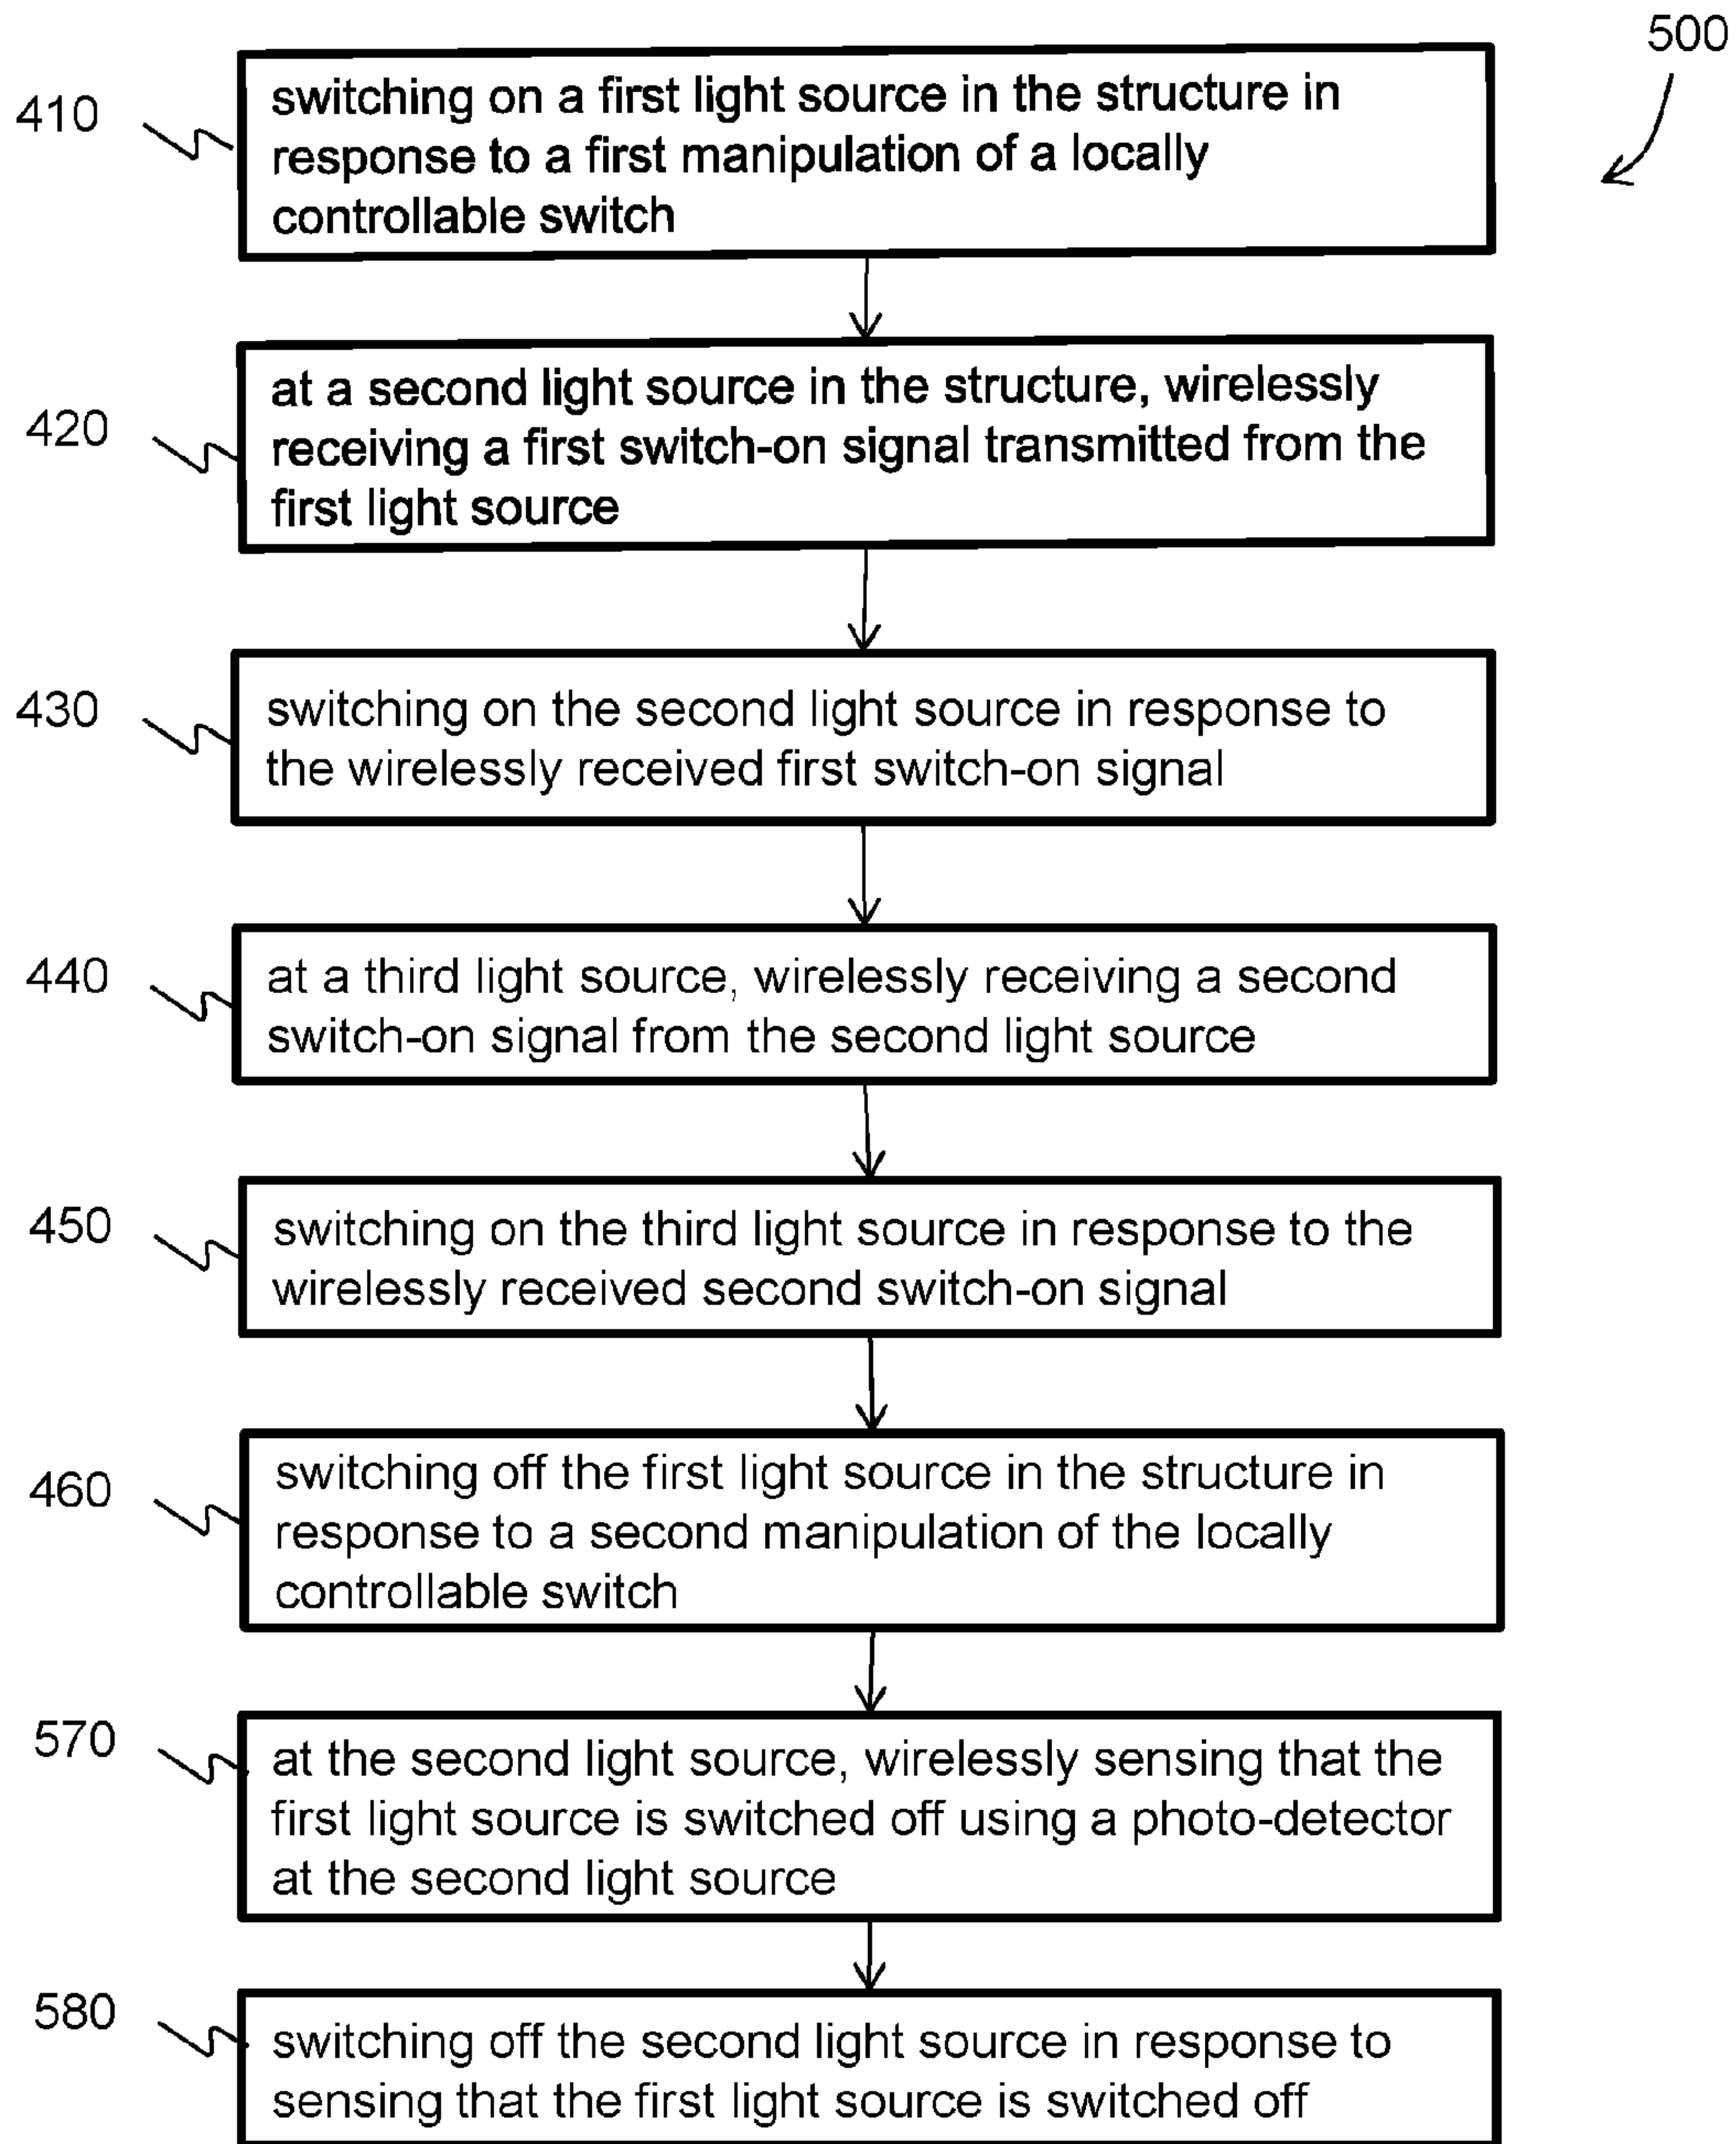 500
410
switching on a first light source in the structure in
response to a first manipulation of a locally
controllable switch
420
at a second light source in the structure, wirelessly
receiving a first switch-on signal transmitted from the
first light source
430
switching on the second light source in response to
the wirelessly received first switch-on signal
440
at a third light source, wirelessly receiving a second
switch-on signal from the second light source
450
switching on the third light source in response to the
wirelessly received second switch-on signal
460
switching off the first light source in the structure in
response to a second manipulation of the locally
controllable switch
570
at the second light source, wirelessly sensing that the
first light source is switched off using a photo-detector
at the second light source
580
switching off the second light source in response to
sensing that the first light source is switched off